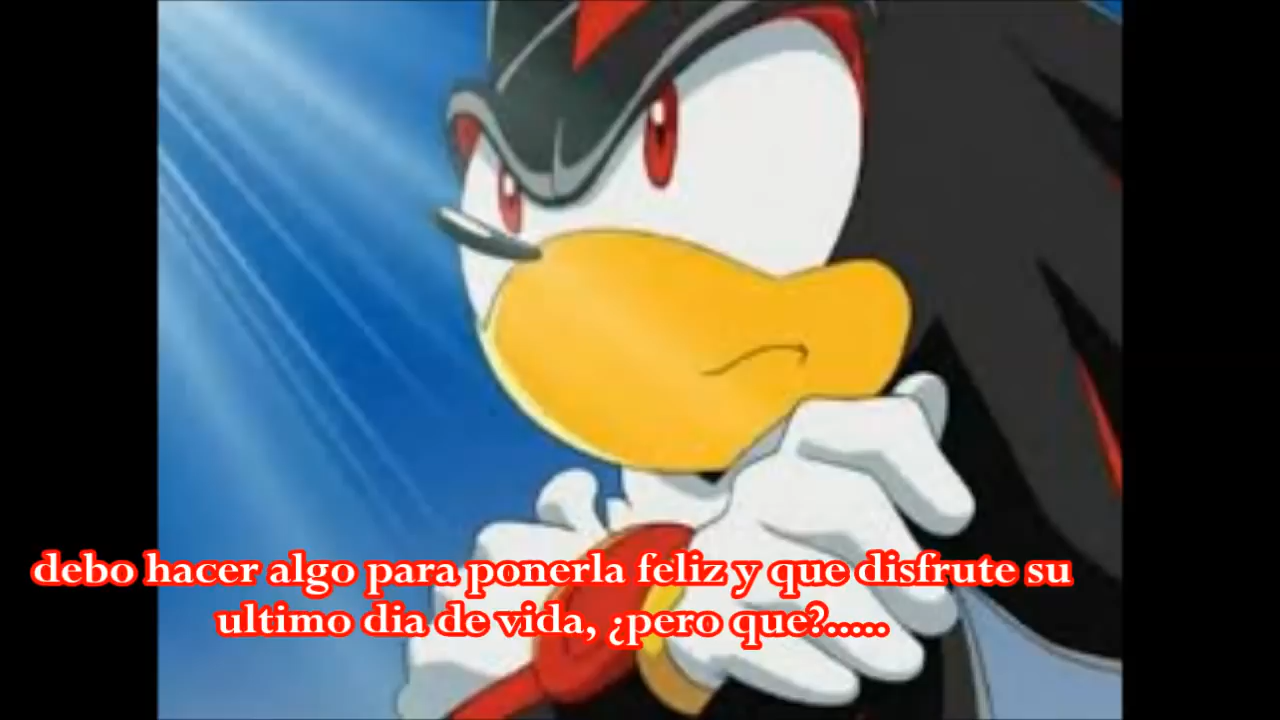 debo hacer algo para ponerla feliz y que disfrute su
ultimo dia de vida, ¿pero que?.....